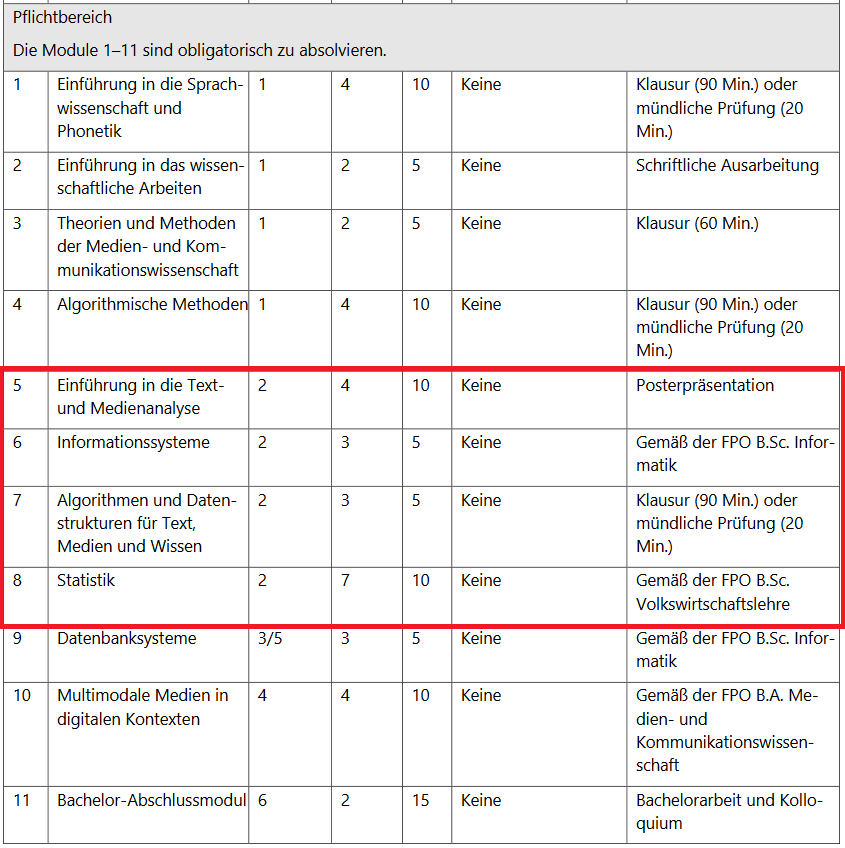 Pflichtbereich
Die Module 1–11 sind obligatorisch zu absolvieren.
1 Einführung in die Sprach- 1 4 10 Keine Klausur (90 Min.) oder
wissenschaft und mündliche Prüfung (20
Phonetik Min.)
2 Einführung in das wissen- 1 2 5 Keine Schriftliche Ausarbeitung
schaftliche Arbeiten
3 Theorien und Methoden 1 2 5 Keine Klausur (60 Min.)
der Medien- und Kom-
munikationswissenschaft
4 Algorithmische Methoden 1 4 10 Keine Klausur (90 Min.) oder
mündliche Prüfung (20
Min.)
5 Einführung in die Text- 2 4 10 Keine Posterpräsentation
und Medienanalyse
6 Informationssysteme 2 3 5 Keine Gemäß der FPO B.Sc. Infor-
matik
7 Algorithmen und Daten- 2 3 5 Keine Klausur (90 Min.) oder
strukturen für Text, mündliche Prüfung (20
Medien und Wissen Min.)
8 Statistik 2 7 10 Keine Gemäß der FPO B.Sc.
Volkswirtschaftslehre
9 Datenbanksysteme 3/5 3 5 Keine Gemäß der FPO B.Sc. Infor-
matik
10 Multimodale Medien in 4 4 10 Keine Gemäß der FPO B.A. Me-
digitalen Kontexten dien- und
Kommunikationswissen-
schaft
11 Bachelor-Abschlussmodul 6 2 15 Keine Bachelorarbeit und Kollo-
quium